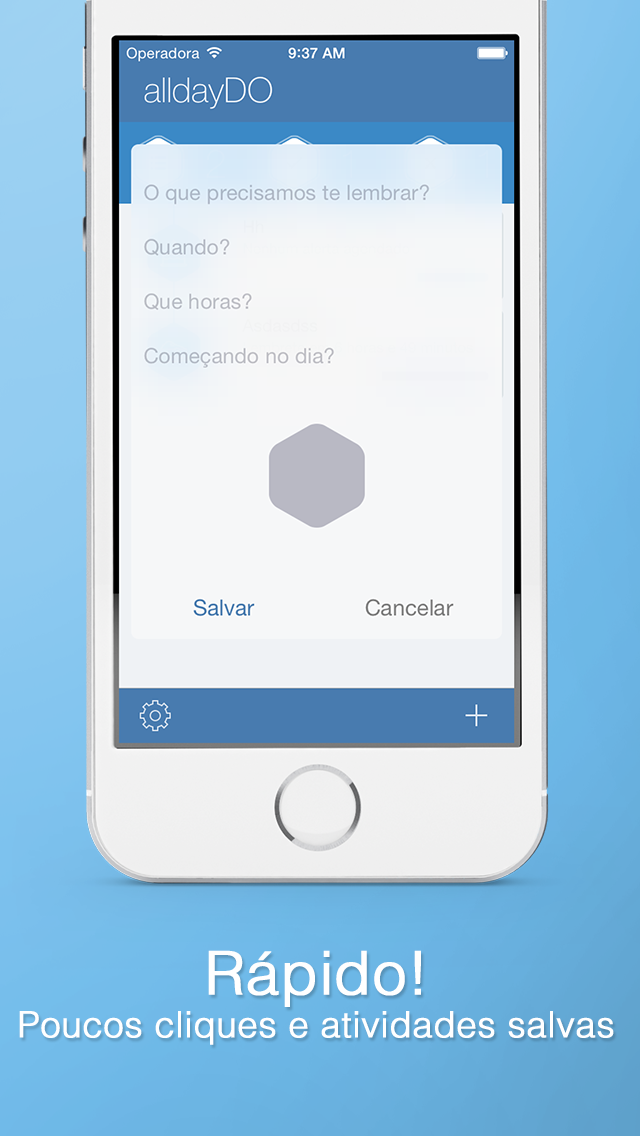 Operadora 9:37 AM
alldayDO
O que precisamos te lembrar?
Quando?
Que horas?
Começando no dia?
Salvar Cancelar
Rápido!
Poucos cliques e atividades salvas